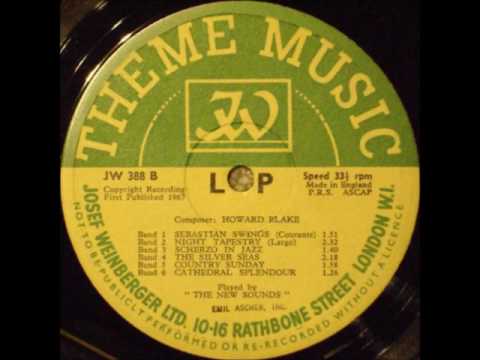 THEME MUSIC
JW
JW 388 B
LP
Speed 33⅓ rpm
Copyright Recording
First Published 1967
Made in England
P.R.S. ASCAP
Composer: HOWARD BLAKE
Band 1 SEBASTIAN SWINGS (Courante) 1.51
Band 2 NIGHT TAPESTRY (Largo) 2.32
Band 3 SCHERZO IN JAZZ 1.40
Band 4 THE SILVER SEAS 2.18
Band 5 COUNTRY SUNDAY 2.38
Band 6 CATHEDRAL SPLENDOUR 1.26
Played by
" THE NEW SOUNDS "
EMIL ASCHER, INC.
JOSEF WEINBERGER LTD. 10-16 RATHBONE STREET LONDON W.I.
NOT TO BE PUBLICLY PERFORMED OR RE-RECORDED WITHOUT A LICENCE